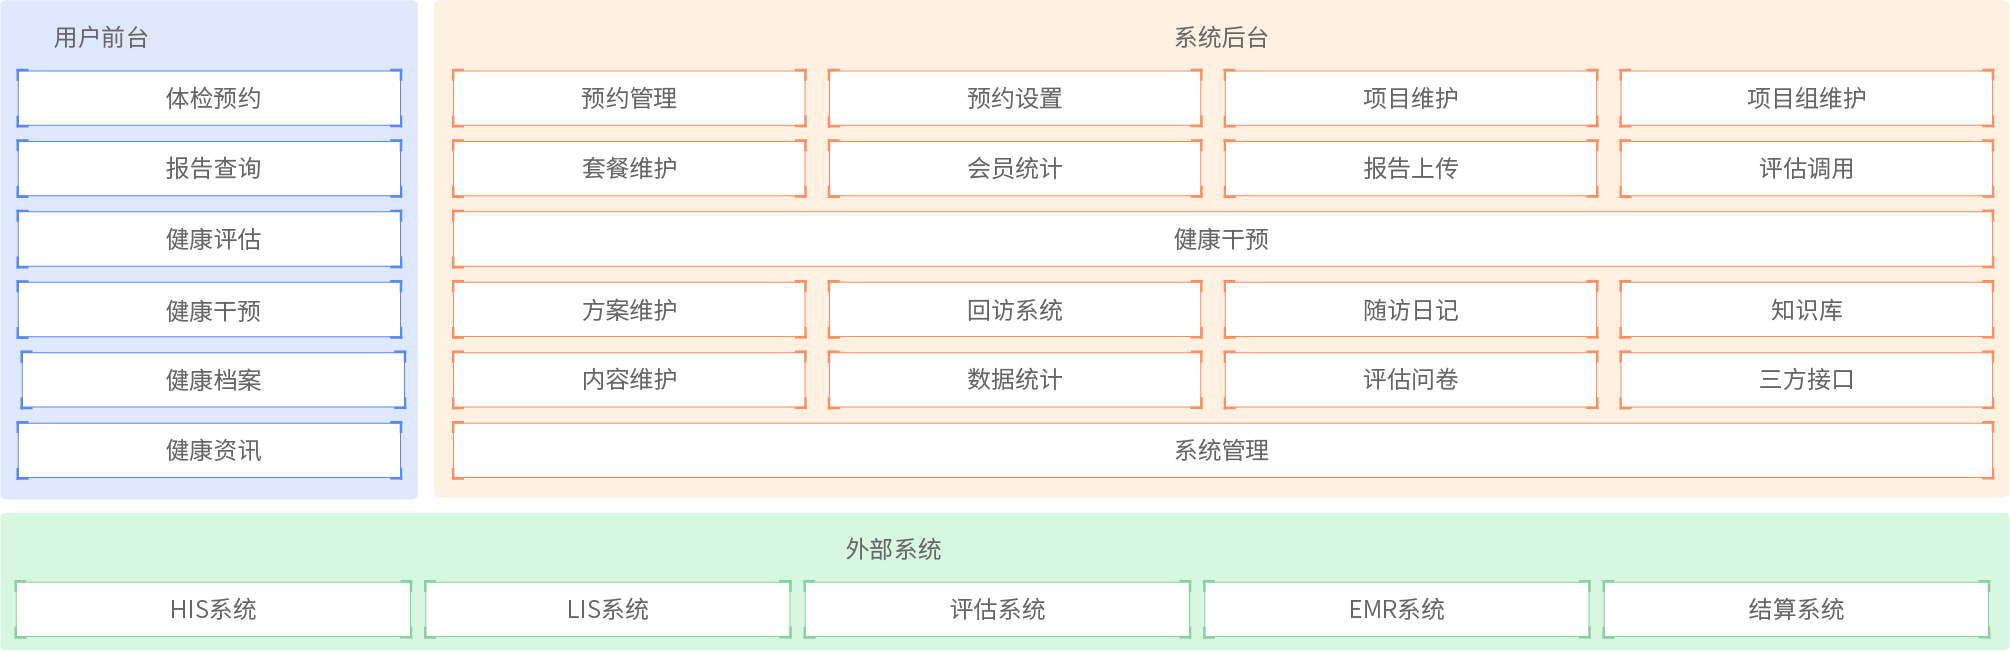 用户前台
体检预约
报告查询
健康评估
健康干预
健康档案
健康资讯
系统后台
预约管理
预约设置
项目维护
项目组维护
套餐维护
会员统计
报告上传
评估调用
健康干预
方案维护
回访系统
随访日记
知识库
内容维护
数据统计
评估问卷
三方接口
系统管理
外部系统
HIS系统
LIS系统
评估系统
EMR系统
结算系统